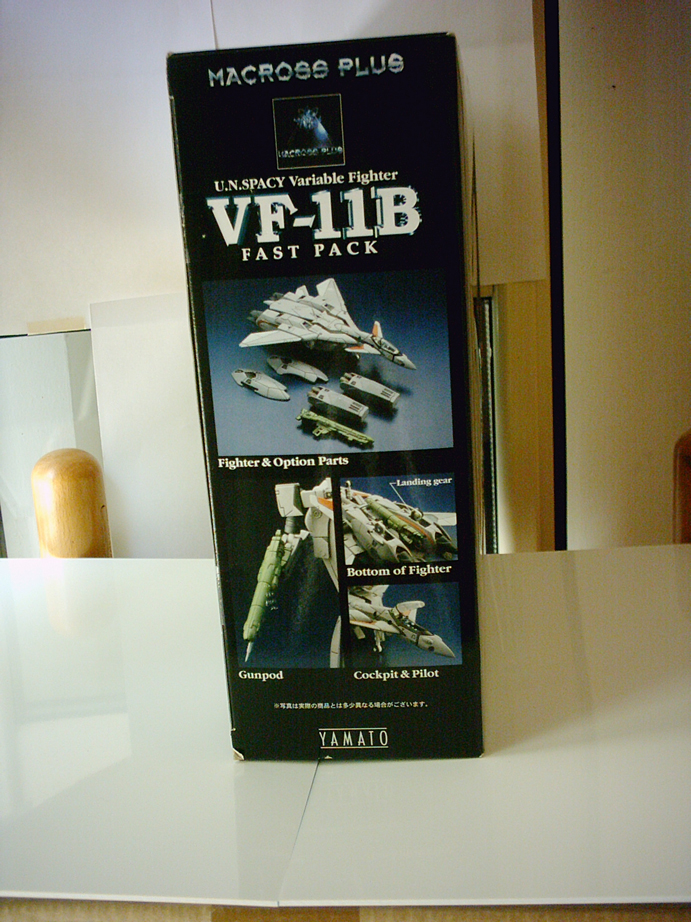 MACROSS PLUS
MACROSS PLUS
U.N.SPACY Variable Fighter
VF-11B
FAST PACK
Fighter & Option Parts
Landing gear
Bottom of Fighter
Gunpod
Cockpit & Pilot
※写真は実際の商品とは多少異なる場合がございます。
YAMATO